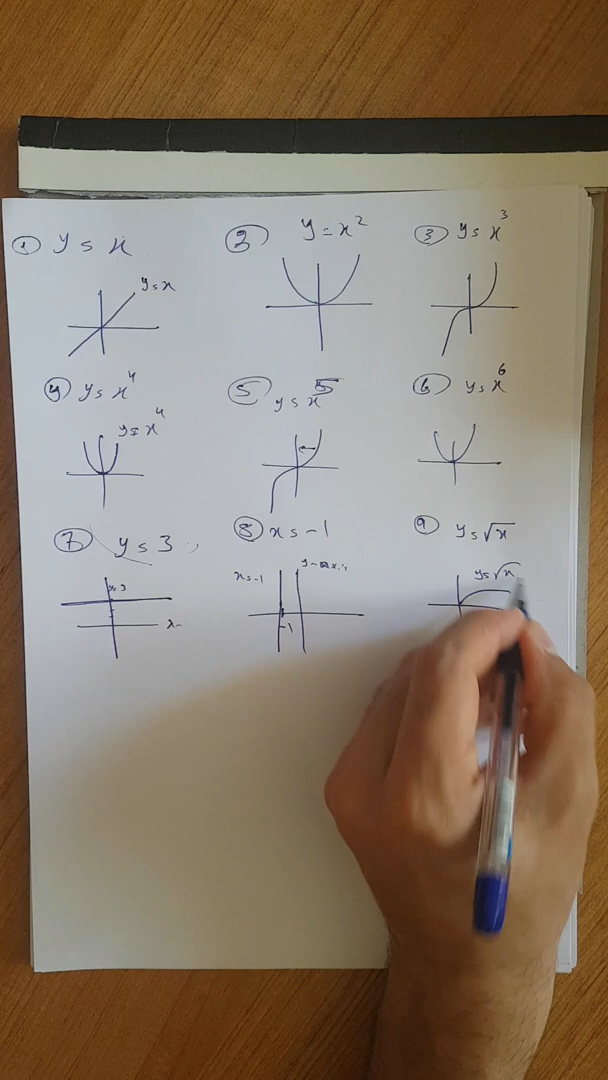 ① y = x
② y = x²
③ y = x³
y = x
④ y = x⁴
⑤ y = x⁵
⑥ y = x⁶
y = x⁴
⑦ y = 3
⑧ x = -1
⑨ y = √x
x = -1
y = √x
-1